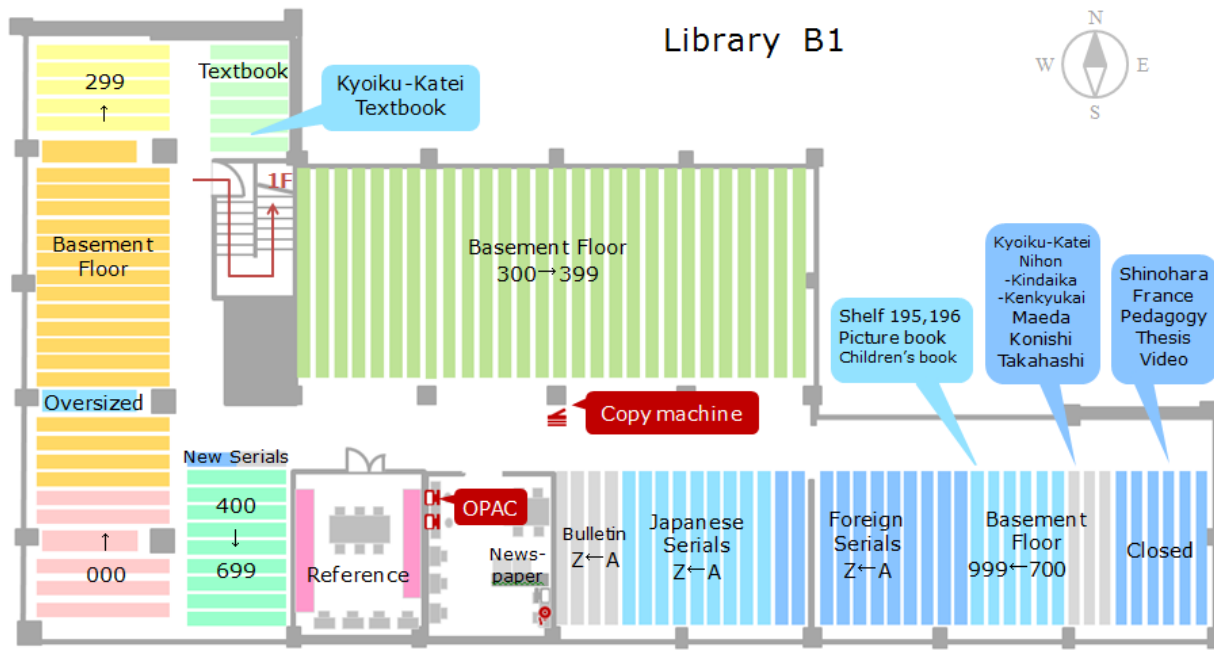 Library B1
N
W E
S
299
↑
Textbook
Kyoiku-Katei
Textbook
1F
Basement
Floor
Basement Floor
300→399
Kyoiku-Katei
Nihon
-Kindaika
-Kenkyukai
Maeda
Konishi
Takahashi
Shinohara
France
Pedagogy
Thesis
Video
Shelf 195,196
Picture book
Children's book
Oversized
Copy machine
New Serials
400
↓
699
↑
000
Reference
OPAC
News-
paper
Bulletin
Z←A
Japanese
Serials
Z←A
Foreign
Serials
Z←A
Basement
Floor
999←700
Closed